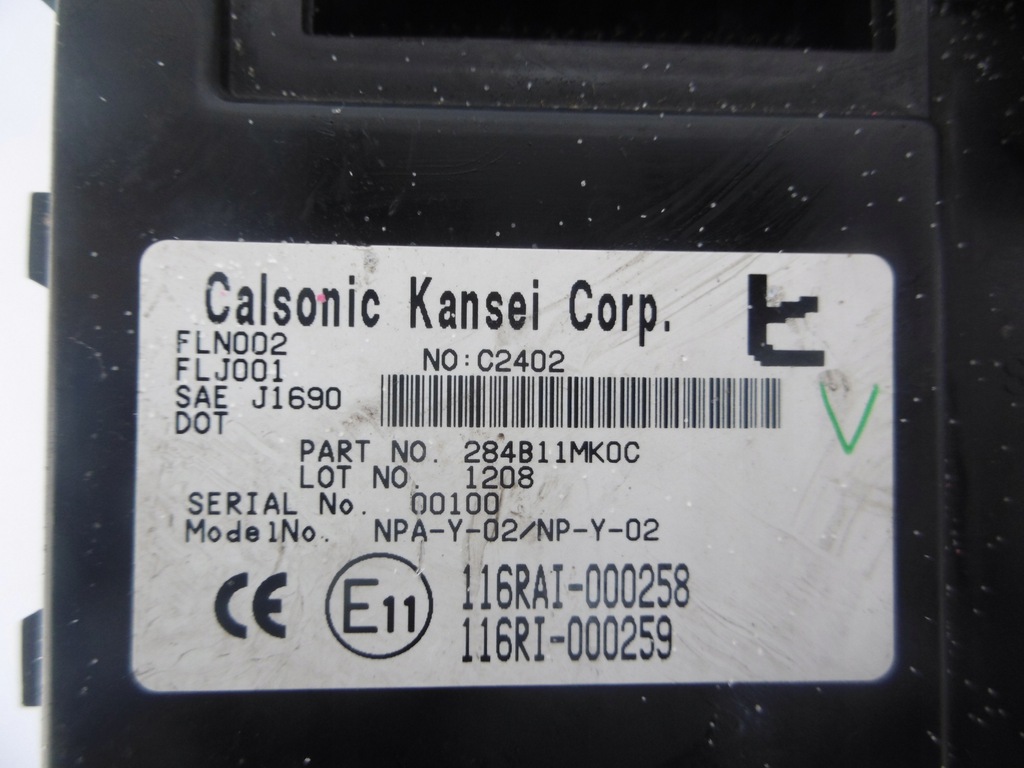 Calsonic Kansei Corp.
FLN002
NO:C2402
FLJ001
SAE J1690
DOT
PART NO. 284B11MK0C
LOT NO. 1208
SERIAL No. 00100
ModelNo. NPA-Y-02/NP-Y-02
CE E11 116RAI-000258
116RI-000259